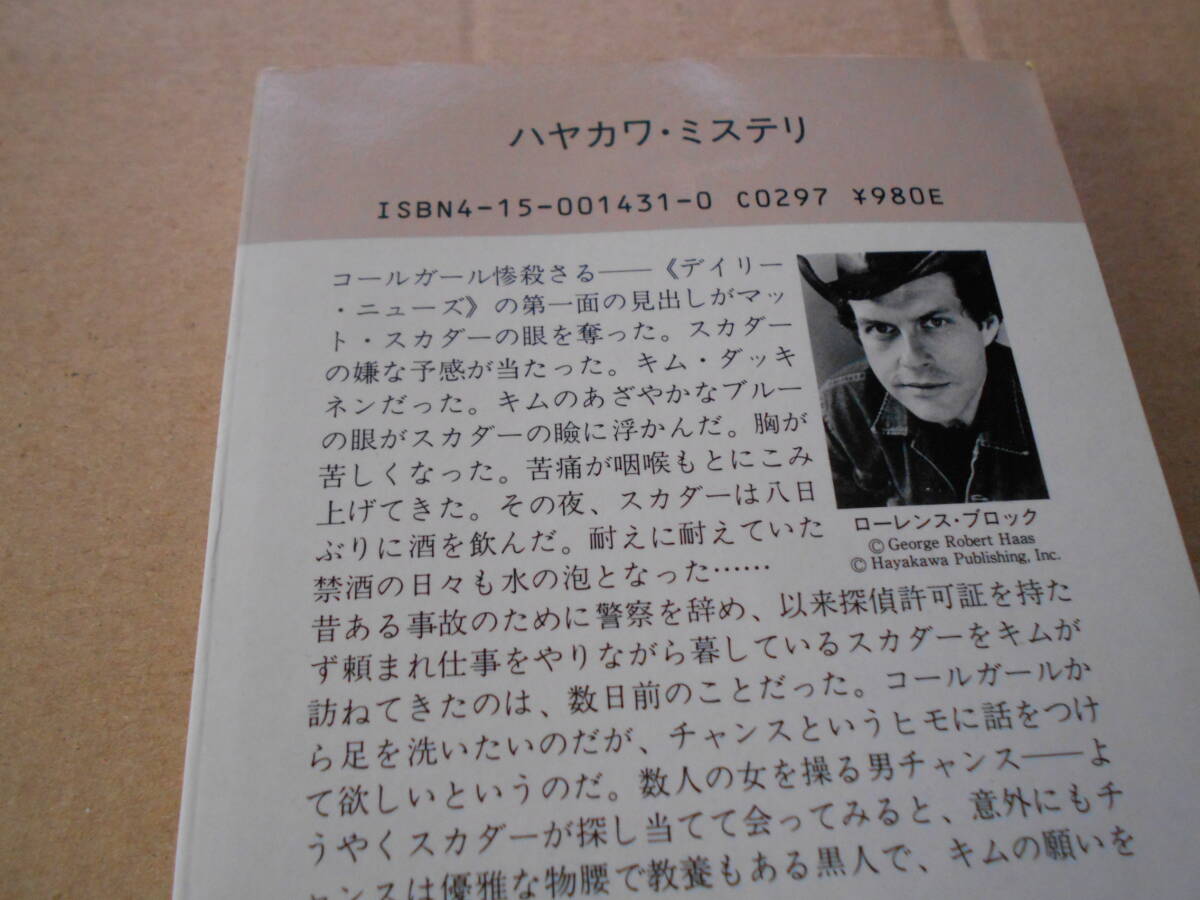 ハヤカワ・ミステリ
ISBN4-15-001431-0 C0297 ¥980E
コールガール惨殺さる――《デイリー
・ニューズ》の第一面の見出しがマッ
ト・スカダーの眼を奪った。スカダー
の嫌な予感が当たった。キム・ダッキ
ネンだった。キムのあざやかなブルー
の眼がスカダーの瞼に浮かんだ。胸が
苦しくなった。苦痛が咽喉もとにこみ
上げてきた。その夜、スカダーは八日
ぶりに酒を飲んだ。耐えに耐えていた
禁酒の日々も水の泡となった……
ローレンス・ブロック
© George Robert Haas
© Hayakawa Publishing, Inc.
昔ある事故のために警察を辞め、以来探偵許可証を持た
ず頼まれ仕事をやりながら暮しているスカダーをキムが
訪ねてきたのは、数日前のことだった。コールガールか
ら足を洗いたいのだが、チャンスというヒモに話をつけ
て欲しいというのだ。数人の女を操る男チャンス――よ
うやくスカダーが探し当てて会ってみると、意外にもチ
ャンスは優雅な物腰で教養もある黒人で、キムの願いを